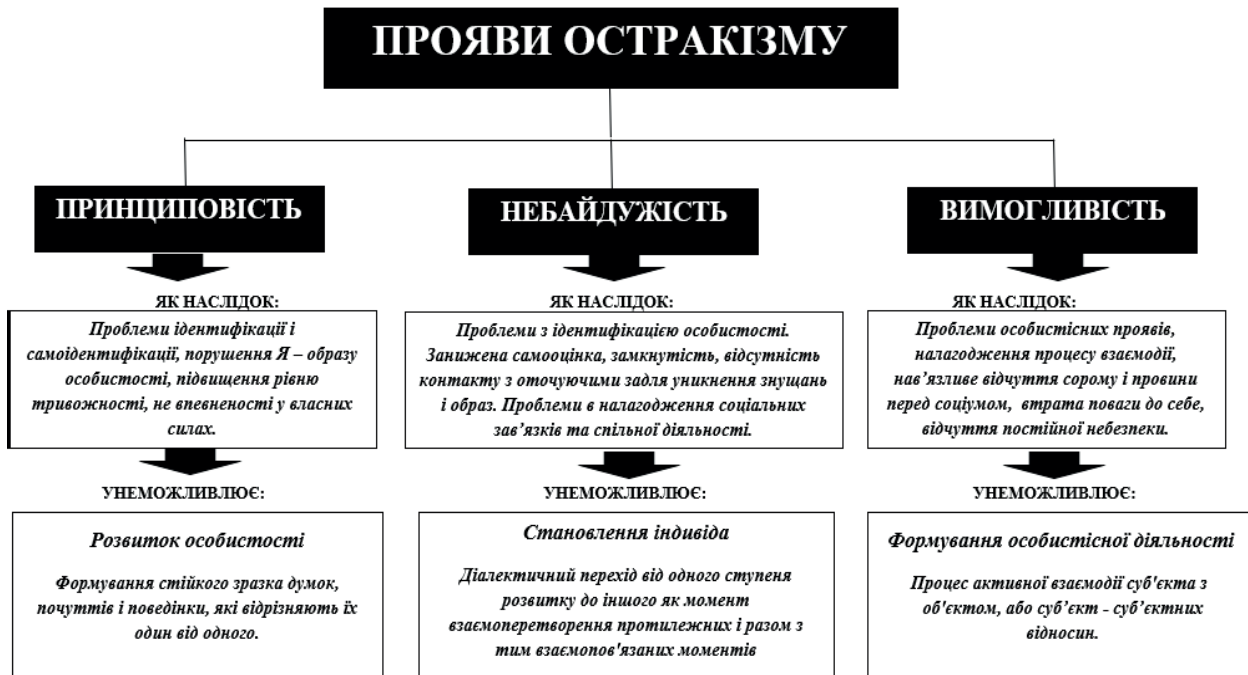 ПРОЯВИ ОСТРАКІЗМУ
ПРИНЦИПОВІСТЬ
ЯК НАСЛІДОК:
Проблеми ідентифікації і
самоідентифікації, порушення Я – образу
особистості, підвищення рівню
тривожності, не впевненості у власних
силах.
УНЕМОЖЛИВЛЮЄ:
Розвиток особистості
Формування стійкого зразка думок,
почуттів і поведінки, які відрізняють їх
один від одного.
НЕБАЙДУЖІСТЬ
ЯК НАСЛІДОК:
Проблеми з ідентифікацією особистості.
Занижена самооцінка, замкнутість, відсутність
контакту з оточуючими задля уникнення знущань
і образ. Проблеми в налагодження соціальних
зав’язків та спільної діяльності.
УНЕМОЖЛИВЛЮЄ:
Становлення індивіда
Діалектичний перехід від одного ступеня
розвитку до іншого як момент
взаємоперетворення протилежних і разом з
тим взаємопов'язаних моментів
ВИМОГЛИВІСТЬ
ЯК НАСЛІДОК:
Проблеми особистісних проявів,
налагодження процесу взаємодії,
нав’язливе відчуття сорому і провини
перед соціумом, втрата поваги до себе,
відчуття постійної небезпеки.
УНЕМОЖЛИВЛЮЄ:
Формування особистісної діяльності
Процес активної взаємодії суб'єкта з
об'єктом, або суб’єкт - суб’єктних
відносин.